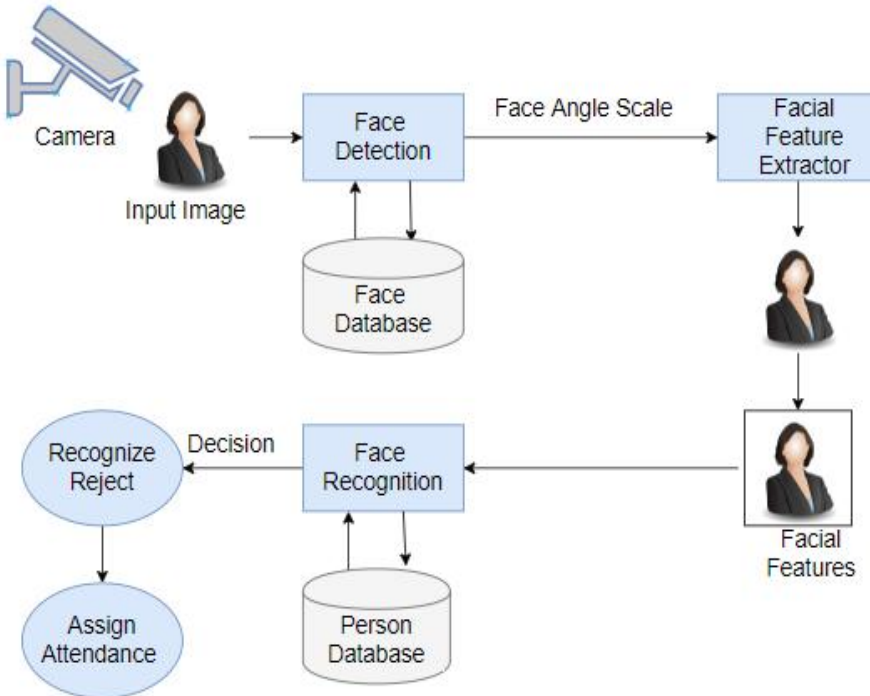 Camera
Input Image
Face
Detection
Face Angle Scale
Facial
Feature
Extractor
Face
Database
Recognize
Reject
Decision
Face
Recognition
Facial
Features
Assign
Attendance
Person
Database